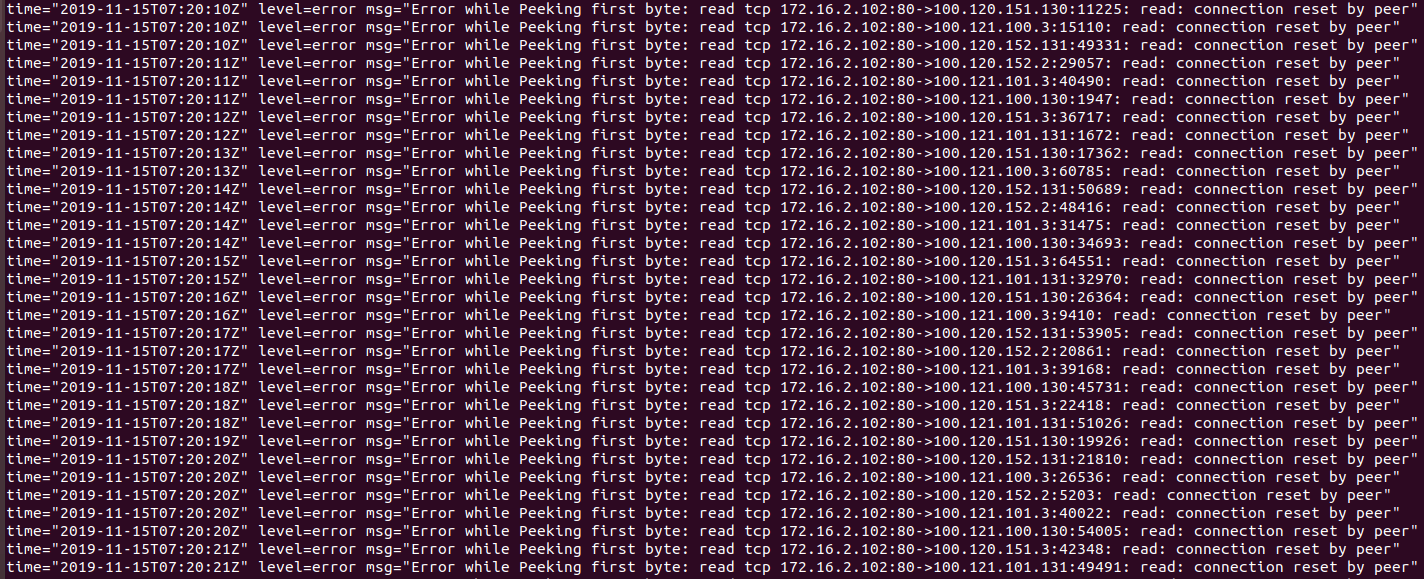 time="2019-11-15T07:20:10Z" level=error msg="Error while Peeking first byte: read tcp 172.16.2.102:80->100.120.151.130:11225: read: connection reset by peer"
time="2019-11-15T07:20:10Z" level=error msg="Error while Peeking first byte: read tcp 172.16.2.102:80->100.121.100.3:15110: read: connection reset by peer"
time="2019-11-15T07:20:10Z" level=error msg="Error while Peeking first byte: read tcp 172.16.2.102:80->100.120.152.131:49331: read: connection reset by peer"
time="2019-11-15T07:20:11Z" level=error msg="Error while Peeking first byte: read tcp 172.16.2.102:80->100.120.152.2:29057: read: connection reset by peer"
time="2019-11-15T07:20:11Z" level=error msg="Error while Peeking first byte: read tcp 172.16.2.102:80->100.121.101.3:40490: read: connection reset by peer"
time="2019-11-15T07:20:11Z" level=error msg="Error while Peeking first byte: read tcp 172.16.2.102:80->100.121.100.130:1947: read: connection reset by peer"
time="2019-11-15T07:20:12Z" level=error msg="Error while Peeking first byte: read tcp 172.16.2.102:80->100.120.151.3:36717: read: connection reset by peer"
time="2019-11-15T07:20:12Z" level=error msg="Error while Peeking first byte: read tcp 172.16.2.102:80->100.121.101.131:1672: read: connection reset by peer"
time="2019-11-15T07:20:13Z" level=error msg="Error while Peeking first byte: read tcp 172.16.2.102:80->100.120.151.130:17362: read: connection reset by peer"
time="2019-11-15T07:20:13Z" level=error msg="Error while Peeking first byte: read tcp 172.16.2.102:80->100.121.100.3:60785: read: connection reset by peer"
time="2019-11-15T07:20:14Z" level=error msg="Error while Peeking first byte: read tcp 172.16.2.102:80->100.120.152.131:50689: read: connection reset by peer"
time="2019-11-15T07:20:14Z" level=error msg="Error while Peeking first byte: read tcp 172.16.2.102:80->100.120.152.2:48416: read: connection reset by peer"
time="2019-11-15T07:20:14Z" level=error msg="Error while Peeking first byte: read tcp 172.16.2.102:80->100.121.101.3:31475: read: connection reset by peer"
time="2019-11-15T07:20:14Z" level=error msg="Error while Peeking first byte: read tcp 172.16.2.102:80->100.121.100.130:34693: read: connection reset by peer"
time="2019-11-15T07:20:15Z" level=error msg="Error while Peeking first byte: read tcp 172.16.2.102:80->100.120.151.3:64551: read: connection reset by peer"
time="2019-11-15T07:20:15Z" level=error msg="Error while Peeking first byte: read tcp 172.16.2.102:80->100.121.101.131:32970: read: connection reset by peer"
time="2019-11-15T07:20:16Z" level=error msg="Error while Peeking first byte: read tcp 172.16.2.102:80->100.120.151.130:26364: read: connection reset by peer"
time="2019-11-15T07:20:16Z" level=error msg="Error while Peeking first byte: read tcp 172.16.2.102:80->100.121.100.3:9410: read: connection reset by peer"
time="2019-11-15T07:20:17Z" level=error msg="Error while Peeking first byte: read tcp 172.16.2.102:80->100.120.152.131:53905: read: connection reset by peer"
time="2019-11-15T07:20:17Z" level=error msg="Error while Peeking first byte: read tcp 172.16.2.102:80->100.120.152.2:20861: read: connection reset by peer"
time="2019-11-15T07:20:17Z" level=error msg="Error while Peeking first byte: read tcp 172.16.2.102:80->100.121.101.3:39168: read: connection reset by peer"
time="2019-11-15T07:20:18Z" level=error msg="Error while Peeking first byte: read tcp 172.16.2.102:80->100.121.100.130:45731: read: connection reset by peer"
time="2019-11-15T07:20:18Z" level=error msg="Error while Peeking first byte: read tcp 172.16.2.102:80->100.120.151.3:22418: read: connection reset by peer"
time="2019-11-15T07:20:18Z" level=error msg="Error while Peeking first byte: read tcp 172.16.2.102:80->100.121.101.131:51026: read: connection reset by peer"
time="2019-11-15T07:20:19Z" level=error msg="Error while Peeking first byte: read tcp 172.16.2.102:80->100.120.151.130:19926: read: connection reset by peer"
time="2019-11-15T07:20:20Z" level=error msg="Error while Peeking first byte: read tcp 172.16.2.102:80->100.120.152.131:21810: read: connection reset by peer"
time="2019-11-15T07:20:20Z" level=error msg="Error while Peeking first byte: read tcp 172.16.2.102:80->100.121.100.3:26536: read: connection reset by peer"
time="2019-11-15T07:20:20Z" level=error msg="Error while Peeking first byte: read tcp 172.16.2.102:80->100.120.152.2:5203: read: connection reset by peer"
time="2019-11-15T07:20:20Z" level=error msg="Error while Peeking first byte: read tcp 172.16.2.102:80->100.121.101.3:40022: read: connection reset by peer"
time="2019-11-15T07:20:20Z" level=error msg="Error while Peeking first byte: read tcp 172.16.2.102:80->100.121.100.130:54005: read: connection reset by peer"
time="2019-11-15T07:20:21Z" level=error msg="Error while Peeking first byte: read tcp 172.16.2.102:80->100.120.151.3:42348: read: connection reset by peer"
time="2019-11-15T07:20:21Z" level=error msg="Error while Peeking first byte: read tcp 172.16.2.102:80->100.121.101.131:49491: read: connection reset by peer"